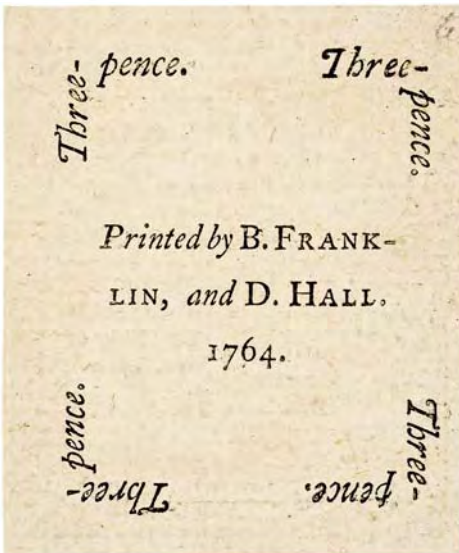 Three-
pence.
Three-
pence.
Printed by B. FRANK-
LIN, and D. HALL.
1764.
Three-
pence.
Three-
pence.